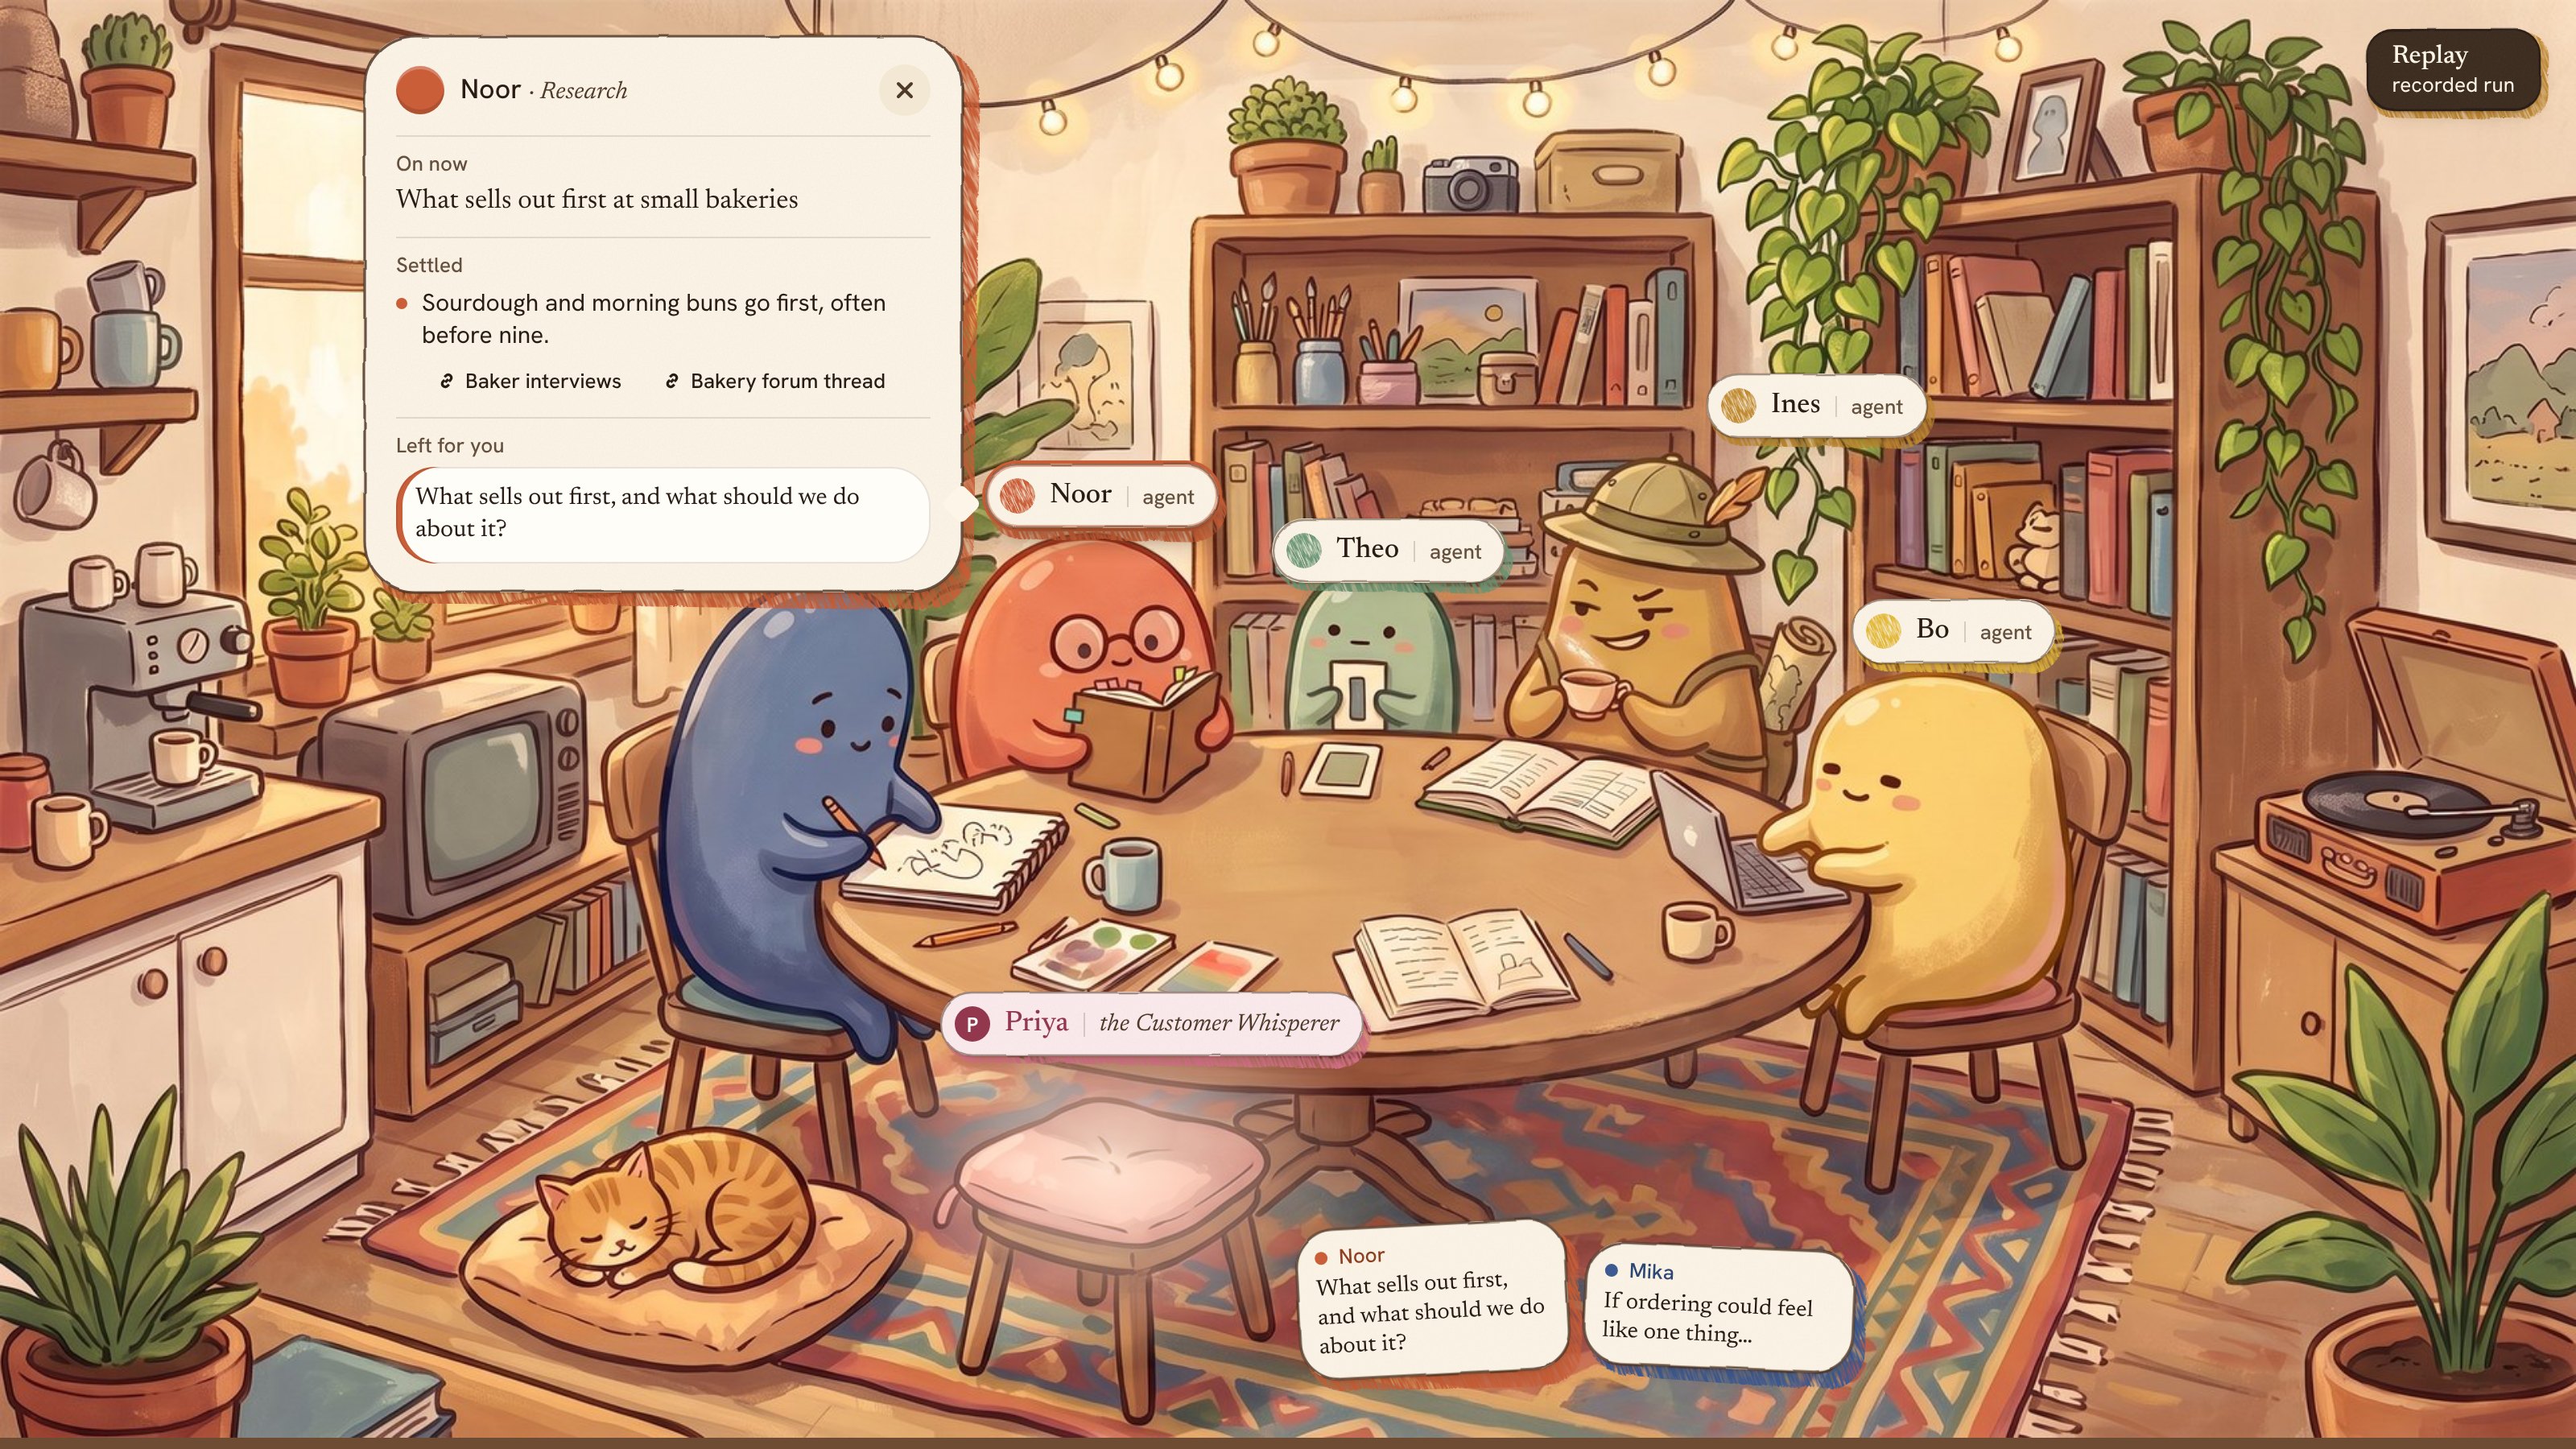 Noor · Research
On now
What sells out first at small bakeries
Settled
Sourdough and morning buns go first, often
before nine.
Baker interviews
Bakery forum thread
Left for you
What sells out first, and what should we do
about it?
Replay
recorded run
Ines | agent
Noor | agent
Theo | agent
Bo | agent
P Priya | the Customer Whisperer
Noor
What sells out first,
and what should we do
about it?
Mika
If ordering could feel
like one thing...